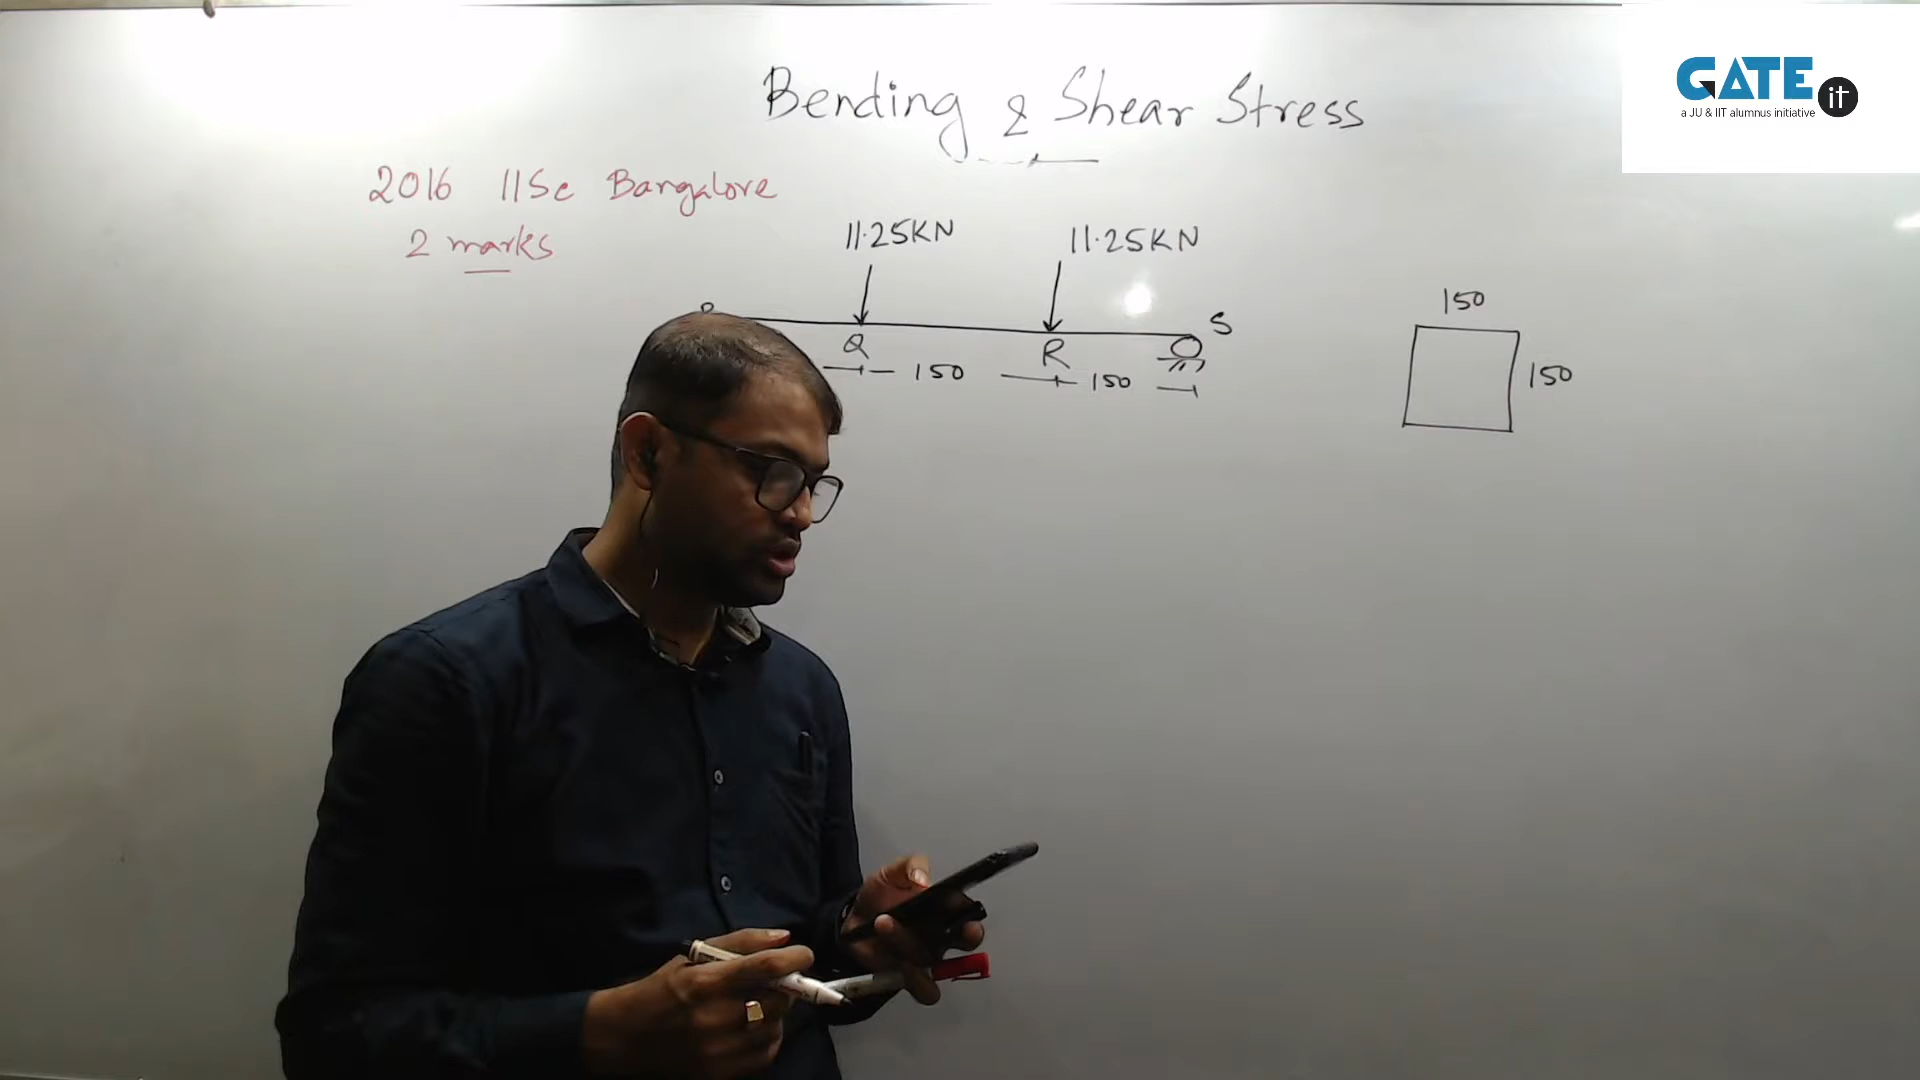 GATE it
a JU & IIT alumnus initiative
Bending & Shear Stress
2016 IISc Bangalore
2 marks
11.25KN
11.25KN
S
Q
R
150
150
150
150